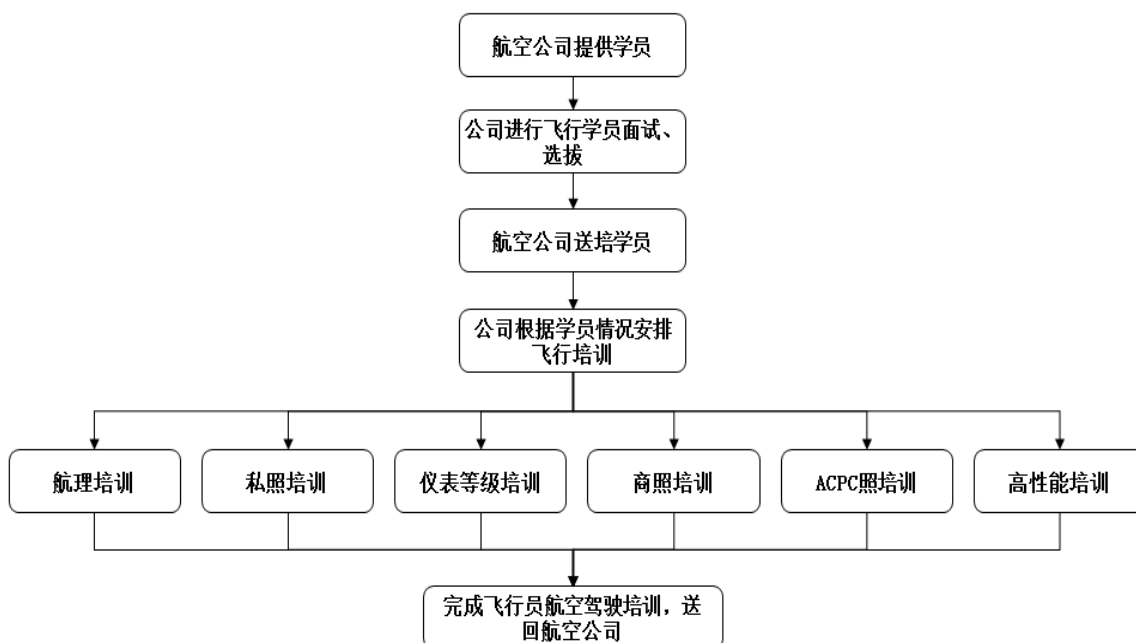 航空公司提供学员
公司进行飞行学员面试、
选拔
航空公司送培学员
公司根据学员情况安排
飞行培训
航理培训
私照培训
仪表等级培训
商照培训
ACPC照培训
高性能培训
完成飞行员航空驾驶培训，送
回航空公司